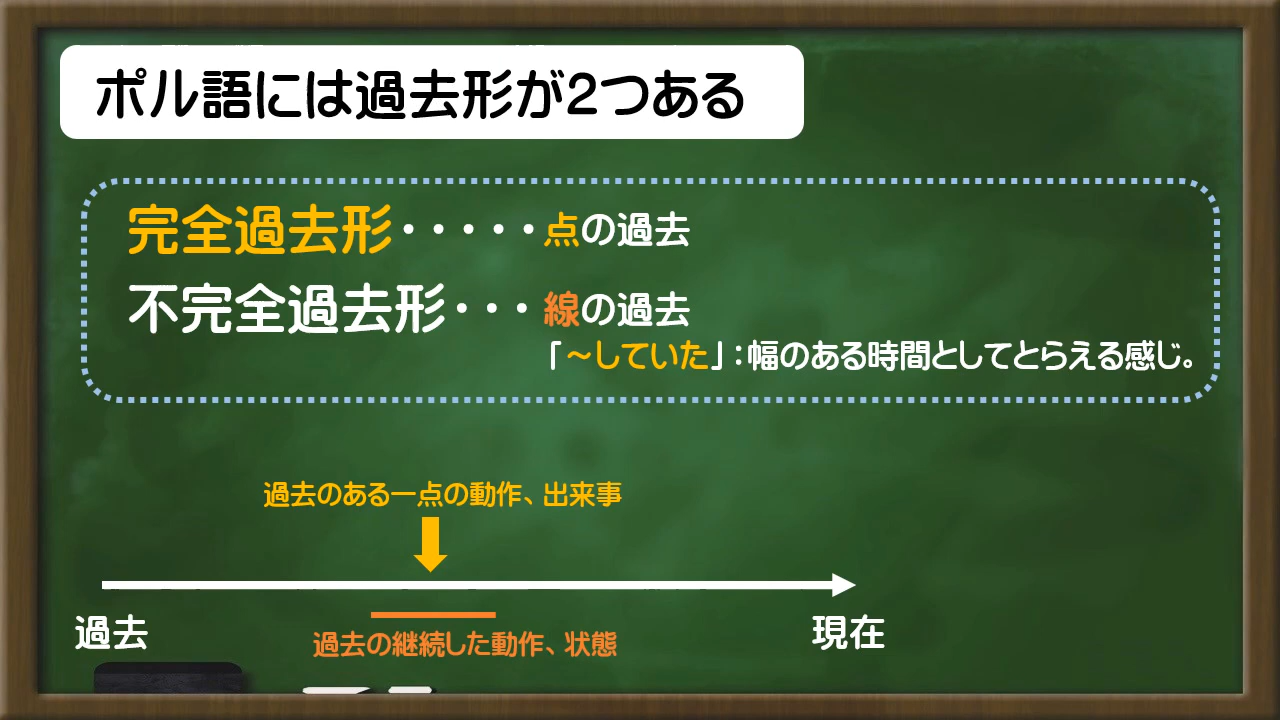 ポル語には過去形が2つある
完全過去形・・・・・点の過去
不完全過去形・・・線の過去
「～していた」：幅のある時間としてとらえる感じ。
過去のある一点の動作、出来事
過去 現在
過去の継続した動作、状態